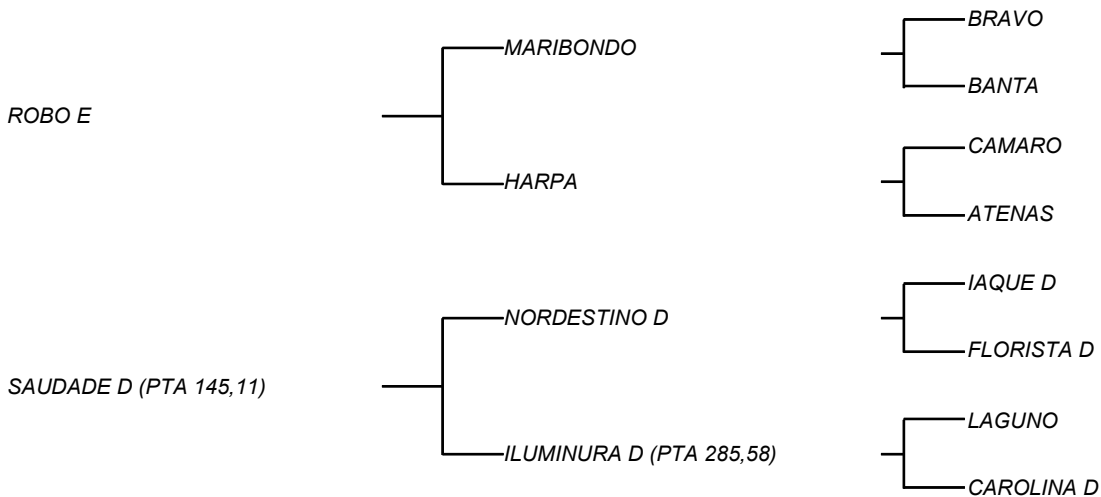 BRAVO
MARIBONDO
BANTA
ROBO E
CAMARO
HARPA
ATENAS
IAQUE D
NORDESTINO D
FLORISTA D
SAUDADE D (PTA 145,11)
LAGUNO
ILUMINURA D (PTA 285,58)
CAROLINA D